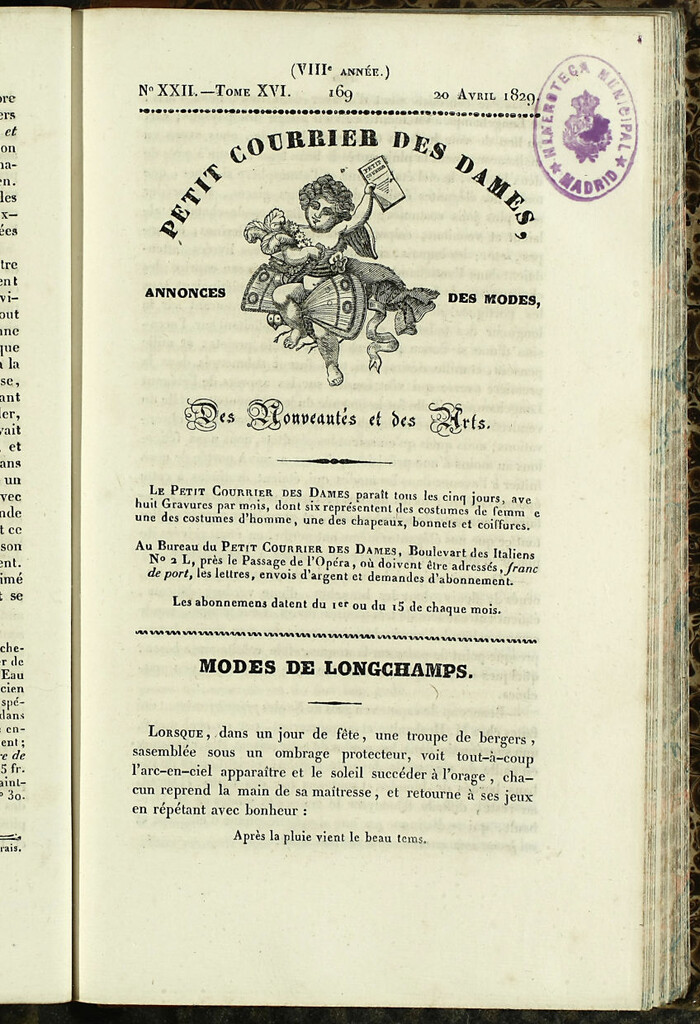 (VIIIe ANNÉE.)
No XXII.—TOME XVI. 169 20 AVRIL 1829.
HEMEROTECA MUNICIPAL
★ MADRID ★
PETIT COURRIER DES DAMES,
ANNONCES DES MODES,
Des Nouveautés et des Arts.
LE PETIT COURRIER DES DAMES paraît tous les cinq jours, ave
huit Gravures par mois, dont six représentent des costumes de femm e
une des costumes d'homme, une des chapeaux, bonnets et coiffures.
Au Bureau du PETIT COURRIER DES DAMES, Boulevart des Italiens
No 2 L, près le Passage de l'Opéra, où doivent être adressés, franc
de port, les lettres, envois d'argent et demandes d'abonnement.
Les abonnemens datent du 1er ou du 15 de chaque mois.
MODES DE LONGCHAMPS.
LORSQUE, dans un jour de fête, une troupe de bergers,
sasemblée sous un ombrage protecteur, voit tout-à-coup
l'arc-en-ciel apparaître et le soleil succéder à l'orage, cha-
cun reprend la main de sa maîtresse, et retourne à ses jeux
en répétant avec bonheur :
Après la pluie vient le beau tems.